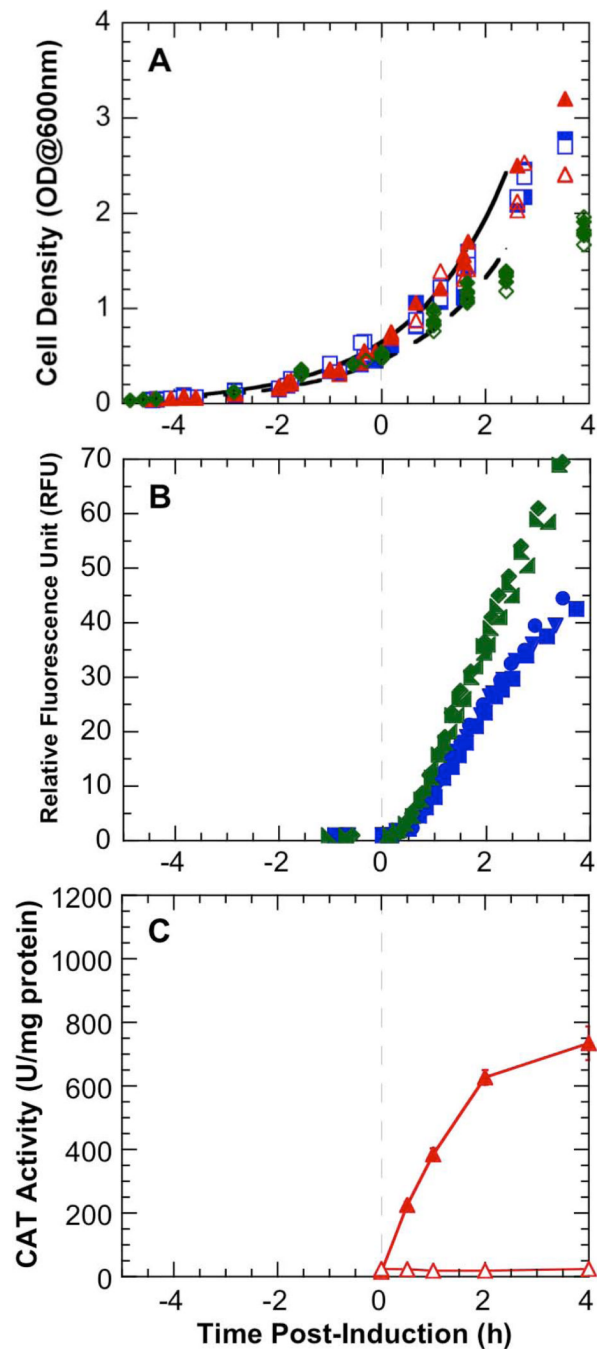 4
3
2
1
0
A
Cell Density (OD@600nm)
-4 -2 0 2 4
70
60
50
40
30
20
10
0
B
Relative Fluorescence Unit (RFU)
-4 -2 0 2 4
1200
1000
800
600
400
200
0
C
CAT Activity (U/mg protein)
-4 -2 0 2 4
Time Post-Induction (h)